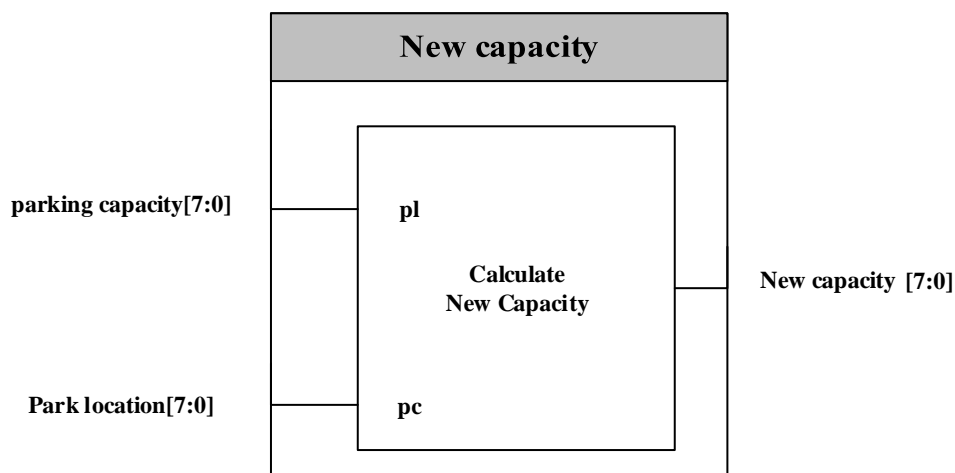 New capacity
parking capacity[7:0]
pl
Calculate
New Capacity
New capacity [7:0]
Park location[7:0]
pc